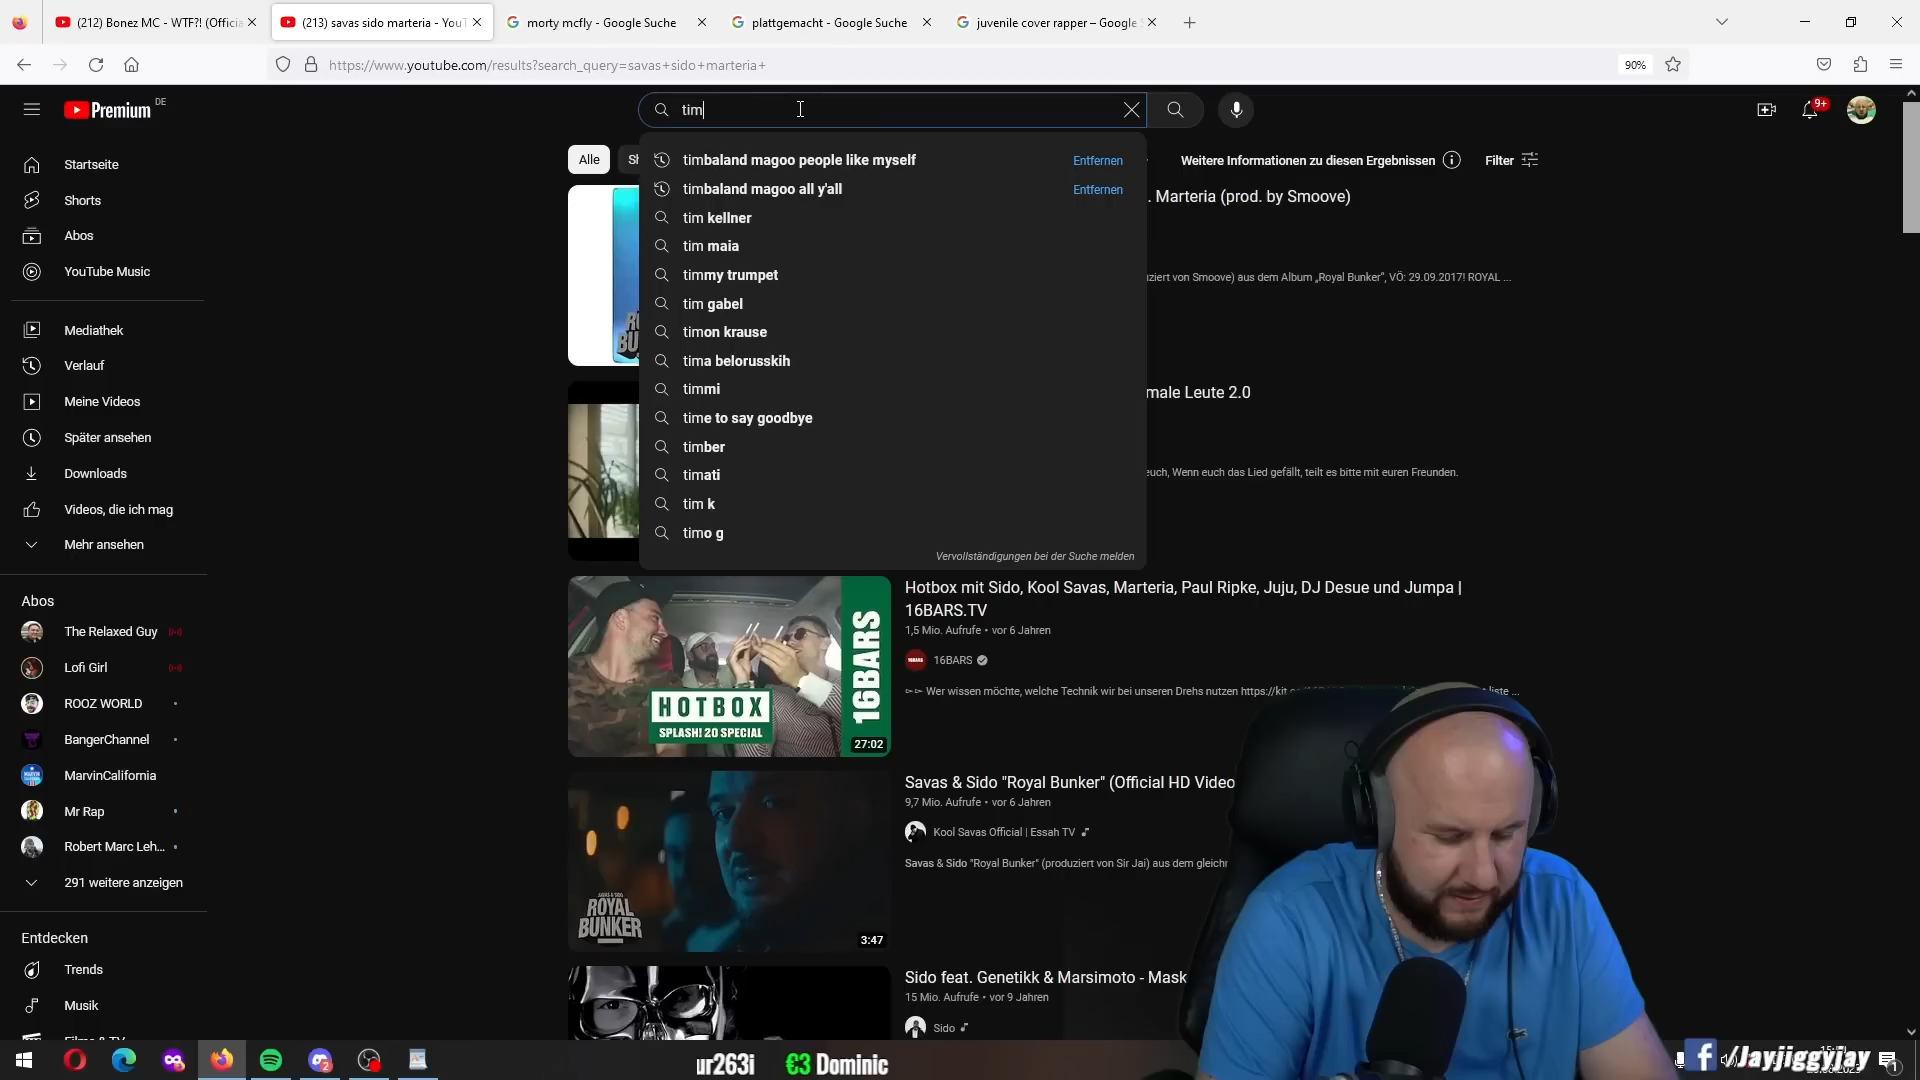 (212) Bonez MC - WTF?! (Officia
(213) savas sido marteria - YouT
morty mcfly - Google Suche
plattgemacht - Google Suche
juvenile cover rapper – Google
https://www.youtube.com/results?search_query=savas+sido+marteria+
90%
Premium DE
tim
9+
timbaland magoo people like myself Entfernen
timbaland magoo all y'all Entfernen
tim kellner
tim maia
timmy trumpet
tim gabel
timon krause
tima belorusskih
timmi
time to say goodbye
timber
timati
tim k
timo g
Vervollständigungen bei der Suche melden
Startseite
Shorts
Abos
YouTube Music
Mediathek
Verlauf
Meine Videos
Später ansehen
Downloads
Videos, die ich mag
Mehr ansehen
Abos
The Relaxed Guy
Lofi Girl
ROOZ WORLD
BangerChannel
MarvinCalifornia
Mr Rap
Robert Marc Leh...
291 weitere anzeigen
Entdecken
Trends
Musik
Alle
Weitere Informationen zu diesen Ergebnissen
Filter
. Marteria (prod. by Smoove)
ziert von Smoove) aus dem Album „Royal Bunker“, VÖ: 29.09.2017! ROYAL ...
male Leute 2.0
euch, Wenn euch das Lied gefällt, teilt es bitte mit euren Freunden.
HOTBOX
SPLASH! 20 SPECIAL
16BARS
27:02
Hotbox mit Sido, Kool Savas, Marteria, Paul Ripke, Juju, DJ Desue und Jumpa |
16BARS.TV
1,5 Mio. Aufrufe • vor 6 Jahren
16BARS
▻▻ Wer wissen möchte, welche Technik wir bei unseren Drehs nutzen https://kit.
liste ...
SAVAS & SIDO
ROYAL
BUNKER
3:47
Savas & Sido "Royal Bunker" (Official HD Video
9,7 Mio. Aufrufe • vor 6 Jahren
Kool Savas Official | Essah TV
Savas & Sido "Royal Bunker" (produziert von Sir Jai) aus dem gleichn
Sido feat. Genetikk & Marsimoto - Mask
15 Mio. Aufrufe • vor 9 Jahren
Sido
ur263i €3 Dominic
/Jayjiggyjay